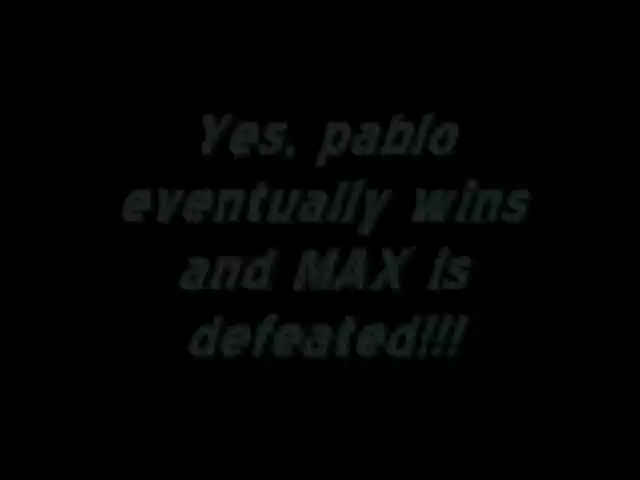 Yes, pablo
eventually wins
and MAX is
defeated!!!